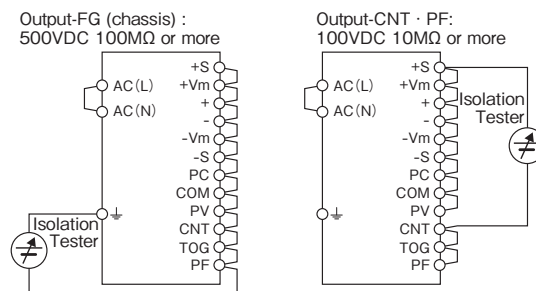 Output-FG (chassis) :
500VDC 100MΩ or more
+S
+Vm
+
-
-Vm
-S
PC
COM
PV
CNT
TOG
PF
AC(L)
AC(N)
Isolation
Tester
Output-CNT · PF:
100VDC 10MΩ or more
+S
+Vm
+
-
-Vm
-S
PC
COM
PV
CNT
TOG
PF
AC(L)
AC(N)
Isolation
Tester